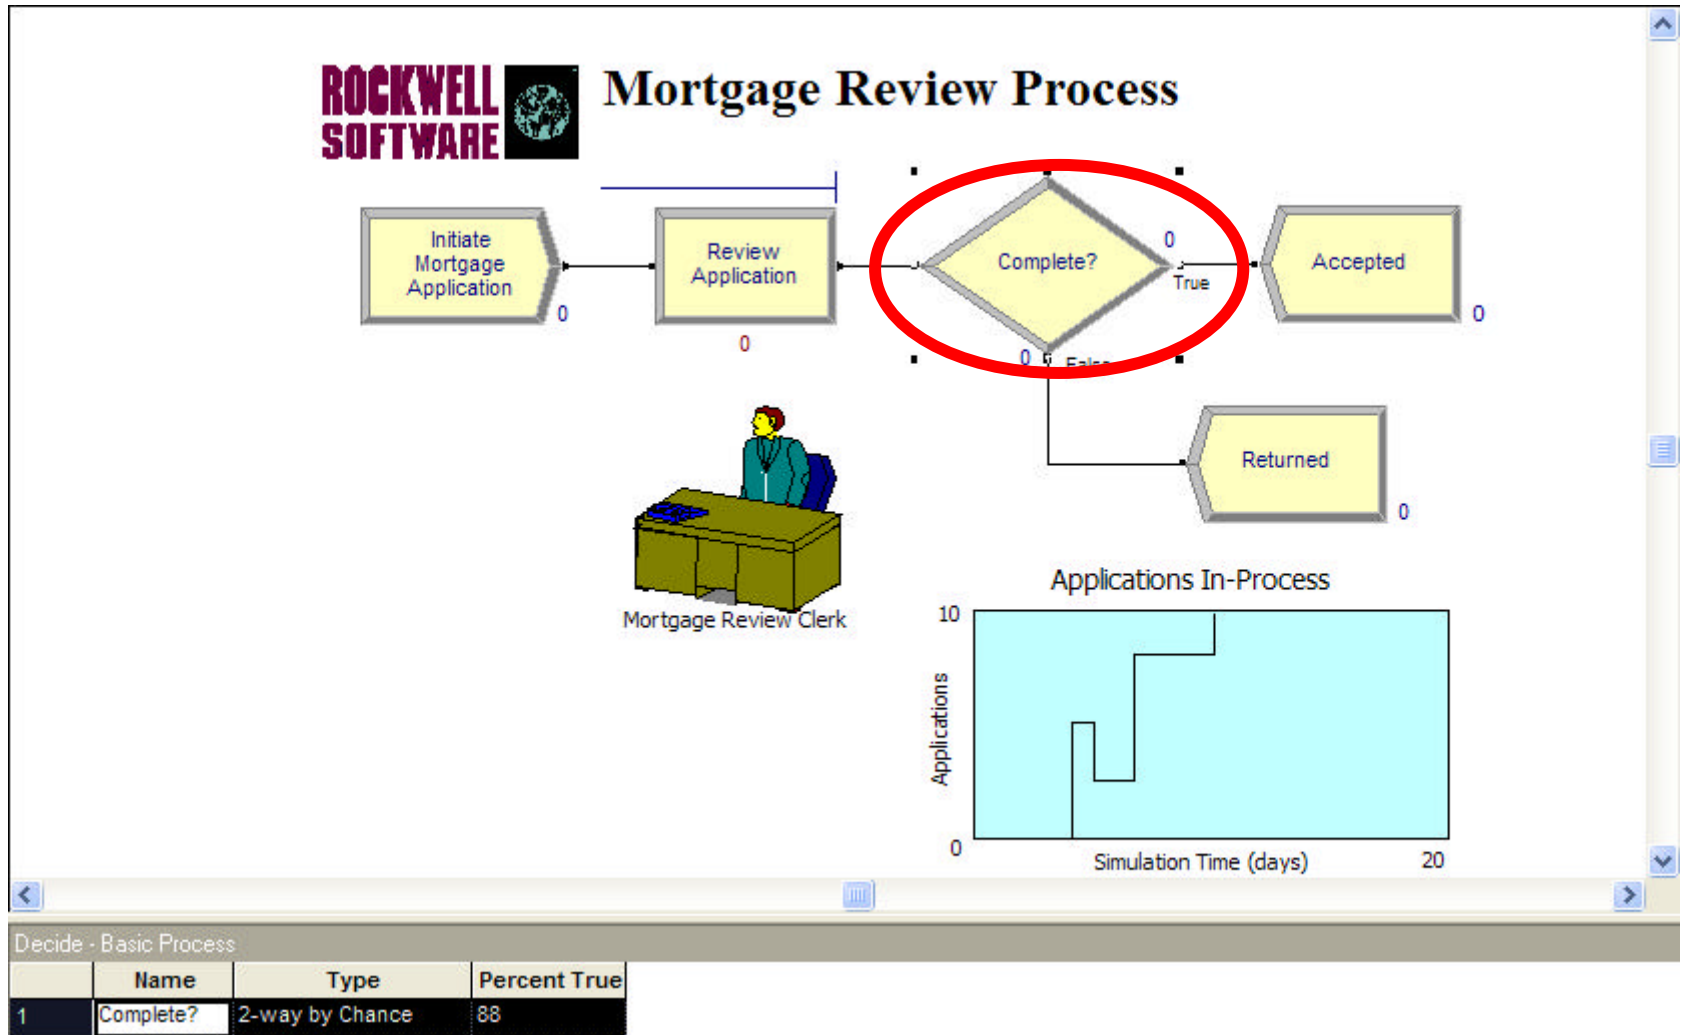 ROCKWELL
SOFTWARE
Mortgage Review Process
Initiate
Mortgage
Application
0
Review
Application
0
Complete?
0
True
0
False
Accepted
0
Returned
0
Mortgage Review Clerk
Applications In-Process
10
Applications
0
Simulation Time (days)
20
Decide - Basic Process
Name Type Percent True
1 Complete? 2-way by Chance 88